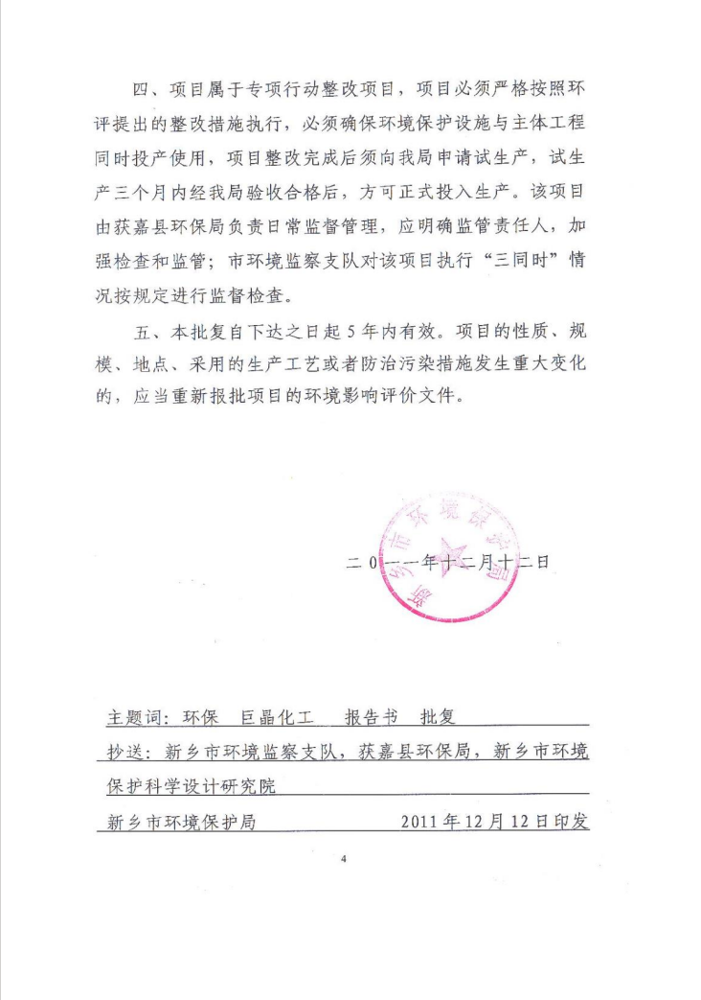 四、项目属于专项行动整改项目，项目必须严格按照环
评提出的整改措施执行，必须确保环境保护设施与主体工程
同时投产使用，项目整改完成后须向我局申请试生产，试生
产三个月内经我局验收合格后，方可正式投入生产。该项目
由获嘉县环保局负责日常监督管理，应明确监管责任人，加
强检查和监管；市环境监察支队对该项目执行“三同时”情
况按规定进行监督检查。
五、本批复自下达之日起 5 年内有效。项目的性质、规
模、地点、采用的生产工艺或者防治污染措施发生重大变化
的，应当重新报批项目的环境影响评价文件。
新乡市环境保护局
二0一一年十二月十二日
主题词：环保 巨晶化工 报告书 批复
抄送：新乡市环境监察支队，获嘉县环保局，新乡市环境
保护科学设计研究院
新乡市环境保护局 2011 年 12 月 12 日印发
4